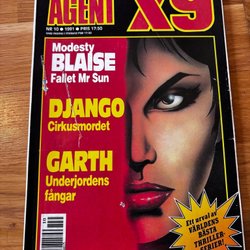 AGENT X9
NR 10 ● 1991 ● PRIS 17:50
Modesty
BLAISE
Fallet Mr Sun
DJANGO
Cirkusmordet
GARTH
Underjordens
fångar
Ett urval av
VÄRLDENS
BÄSTA
THRILLER
SERIER!